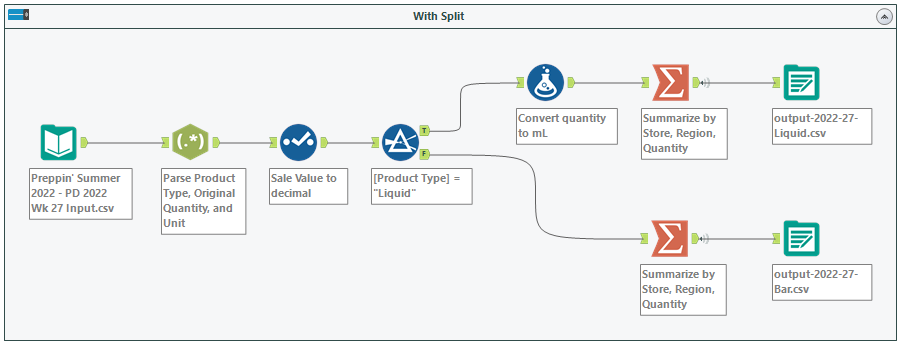 With Split
Preppin' Summer
2022 - PD 2022
Wk 27 Input.csv
(.*)
Parse Product
Type, Original
Quantity, and
Unit
Sale Value to
decimal
T
F
[Product Type] =
"Liquid"
Convert quantity
to mL
Σ
Summarize by
Store, Region,
Quantity
output-2022-27-
Liquid.csv
Σ
Summarize by
Store, Region,
Quantity
output-2022-27-
Bar.csv